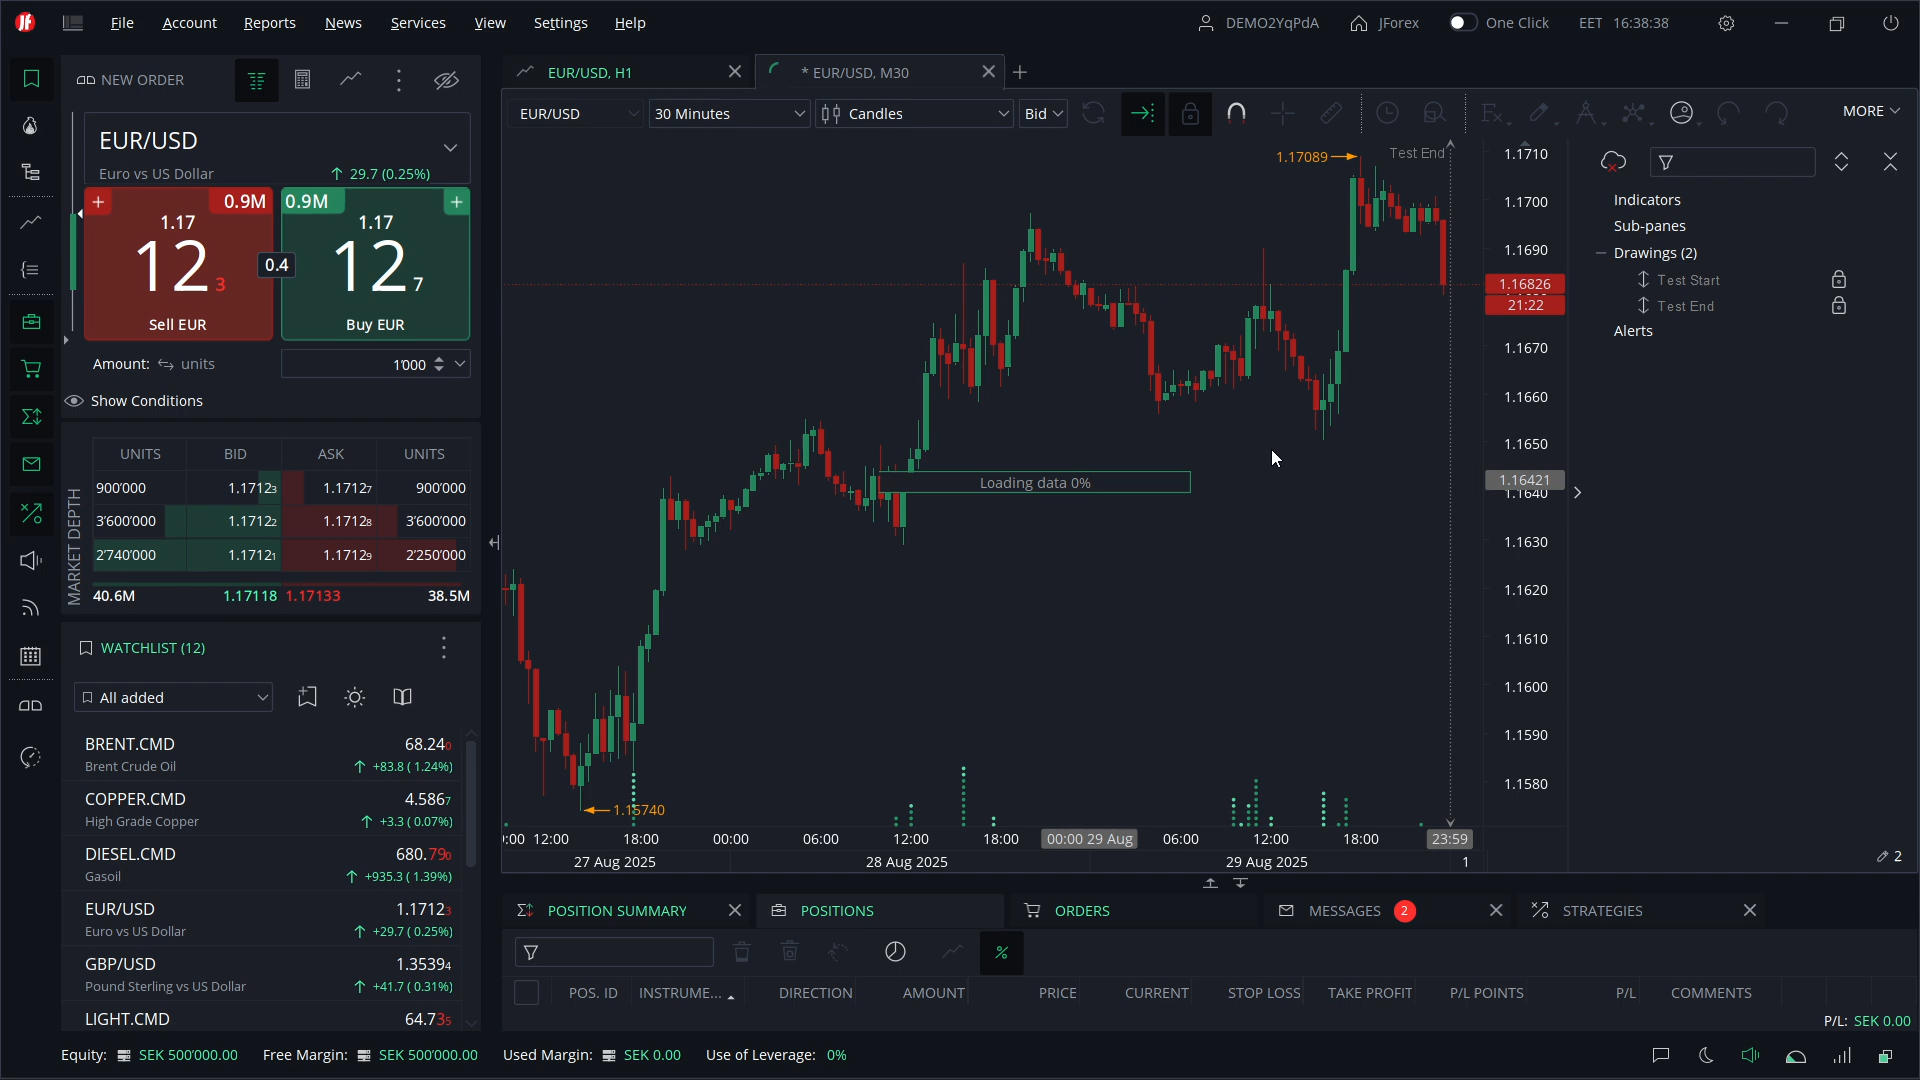 File Account Reports News Services View Settings Help DEMO2YqPdA JForex One Click EET 16:38:38
NEW ORDER
EUR/USD, H1 * EUR/USD, M30
EUR/USD 30 Minutes Candles Bid MORE
EUR/USD
Euro vs US Dollar 29.7 (0.25%)
0.9M 0.9M
1.17 1.17
12 3 0.4 12 7
Sell EUR Buy EUR
Amount: units 1'000
Show Conditions
MARKET DEPTH
UNITS BID ASK UNITS
900'000 1.17123 1.17127 900'000
3'600'000 1.17122 1.17128 3'600'000
2'740'000 1.17121 1.17129 2'250'000
40.6M 1.17118 1.17133 38.5M
WATCHLIST (12)
All added
BRENT.CMD 68.240
Brent Crude Oil +83.8 ( 1.24%)
COPPER.CMD 4.5867
High Grade Copper +3.3 ( 0.07%)
DIESEL.CMD 680.790
Gasoil +935.3 ( 1.39%)
EUR/USD 1.17123
Euro vs US Dollar +29.7 ( 0.25%)
GBP/USD 1.35394
Pound Sterling vs US Dollar +41.7 ( 0.31%)
LIGHT.CMD 64.735
1.17089 Test End
Loading data 0%
1.15740
1.1710
1.1700
1.1690
1.16826
21:22
1.1670
1.1660
1.1650
1.16421
1.1640
1.1630
1.1620
1.1610
1.1600
1.1590
1.1580
:00 12:00 18:00 00:00 06:00 12:00 18:00 00:00 29 Aug 06:00 12:00 18:00 23:59
27 Aug 2025 28 Aug 2025 29 Aug 2025 1
Indicators
Sub-panes
Drawings (2)
Test Start
Test End
Alerts
2
POSITION SUMMARY POSITIONS ORDERS MESSAGES 2 STRATEGIES
%
POS. ID INSTRUME... DIRECTION AMOUNT PRICE CURRENT STOP LOSS TAKE PROFIT P/L POINTS P/L COMMENTS
P/L: SEK 0.00
Equity: SEK 500'000.00 Free Margin: SEK 500'000.00 Used Margin: SEK 0.00 Use of Leverage: 0%